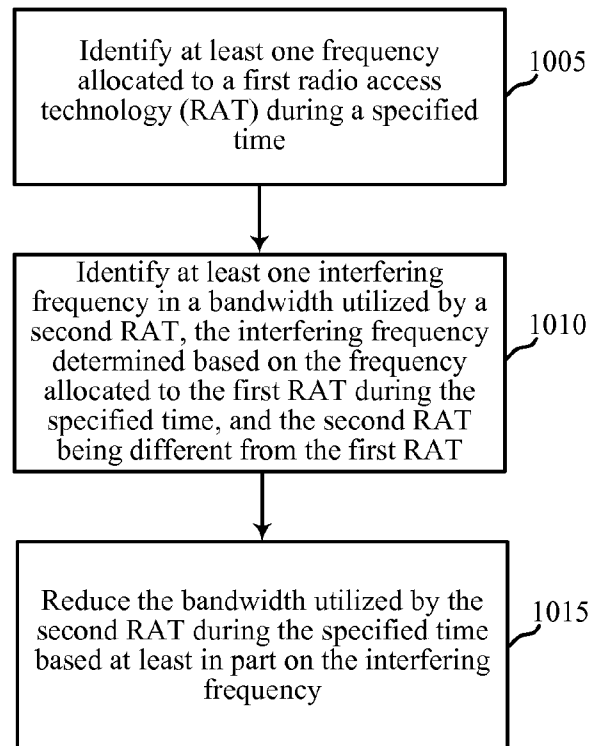 Identify at least one frequency
allocated to a first radio access
technology (RAT) during a specified
time
1005
Identify at least one interfering
frequency in a bandwidth utilized by a
second RAT, the interfering frequency
determined based on the frequency
allocated to the first RAT during the
specified time, and the second RAT
being different from the first RAT
1010
Reduce the bandwidth utilized by the
second RAT during the specified time
based at least in part on the interfering
frequency
1015